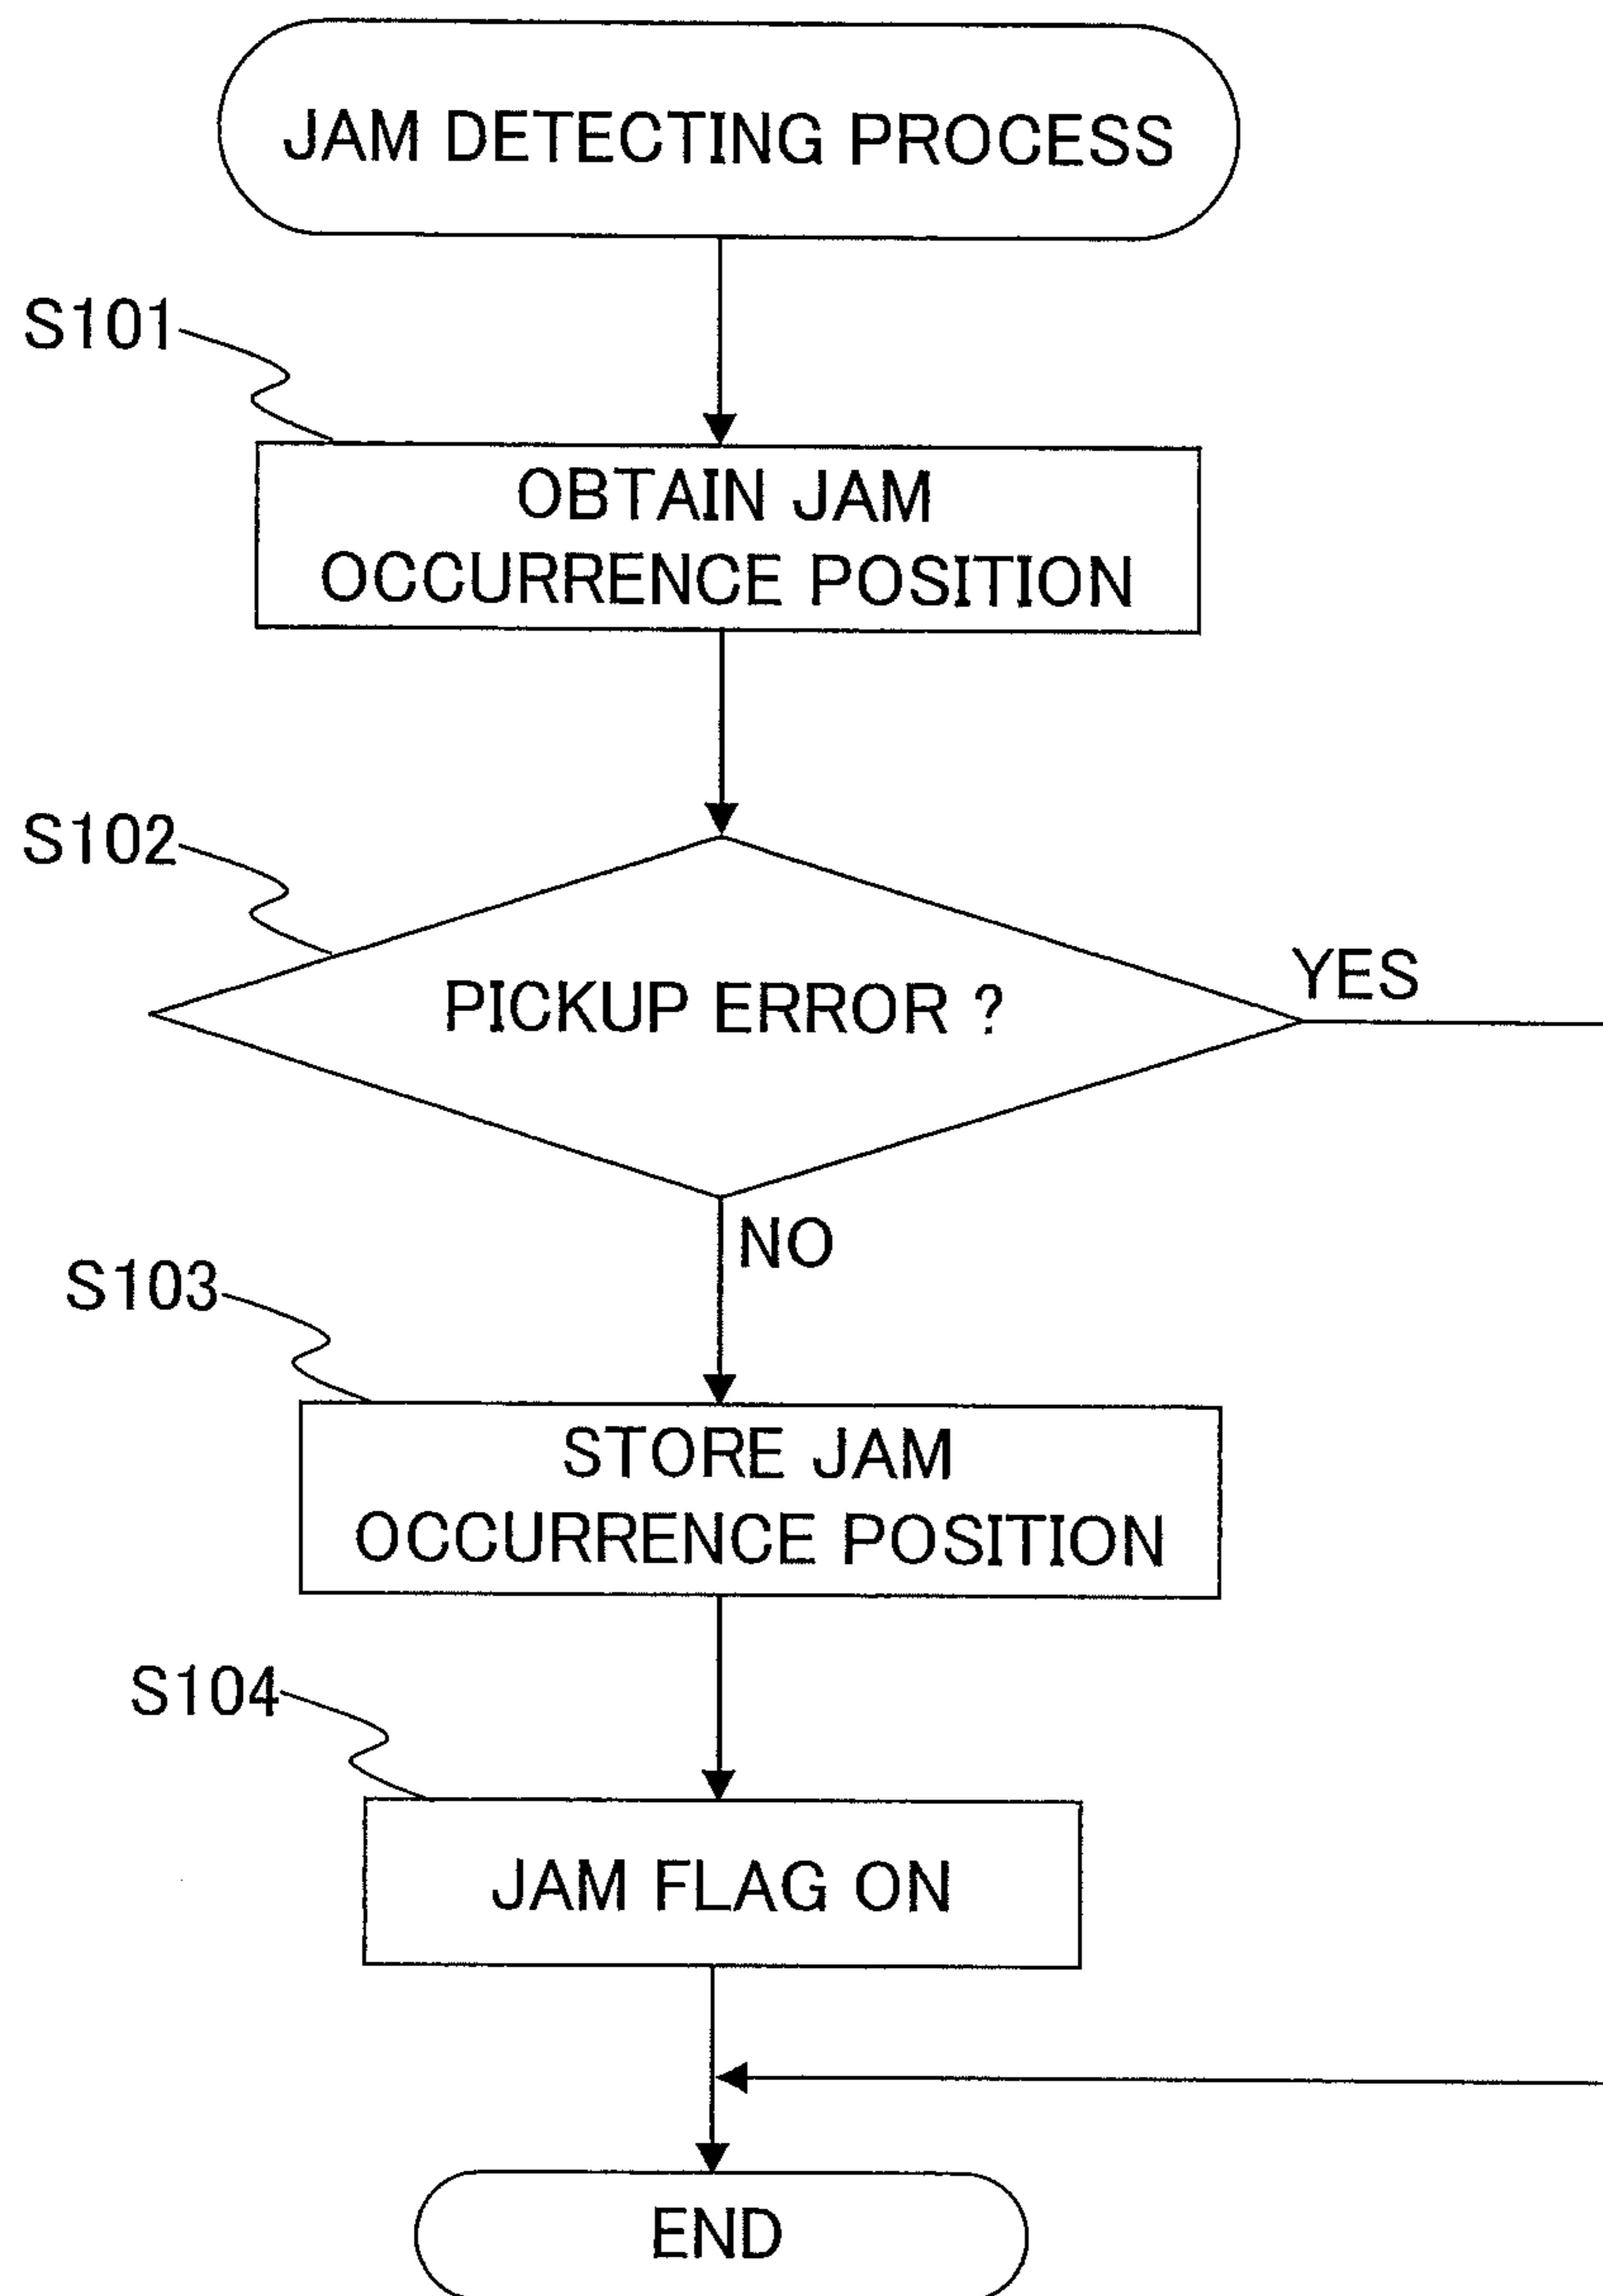 JAM DETECTING PROCESS
S101
OBTAIN JAM
OCCURRENCE POSITION
S102
PICKUP ERROR ?
YES
NO
S103
STORE JAM
OCCURRENCE POSITION
S104
JAM FLAG ON
END